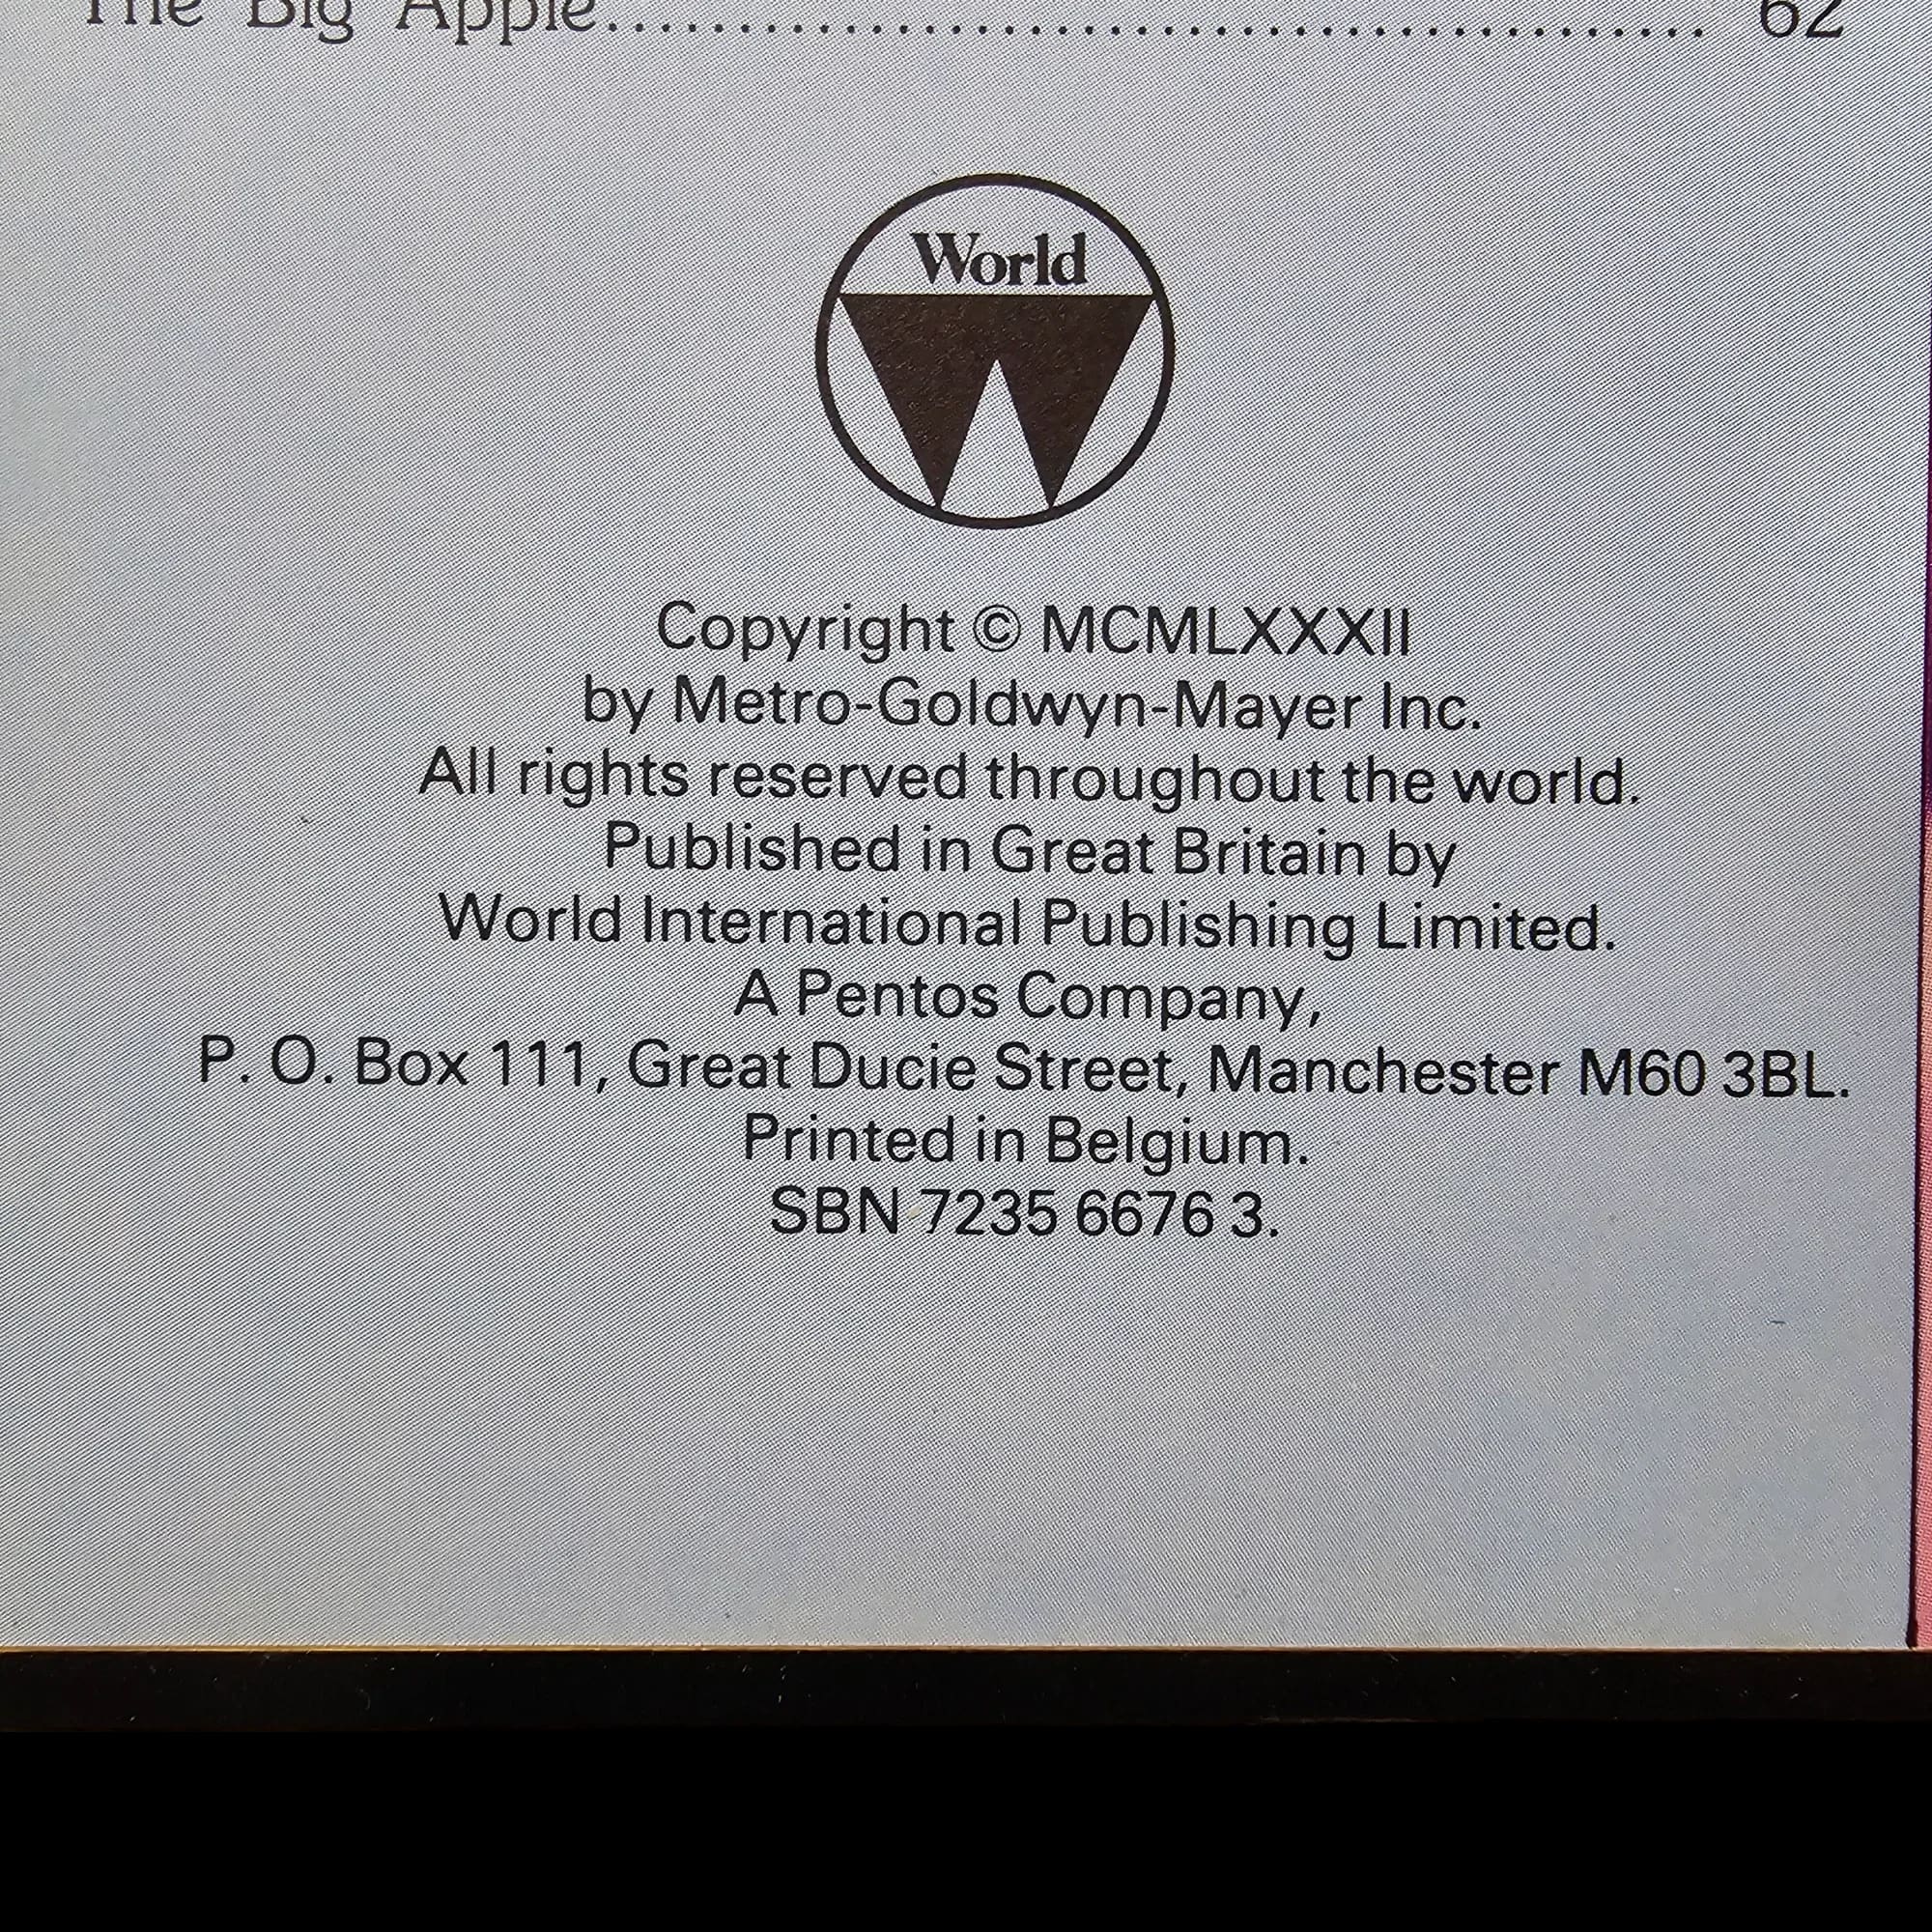 The Big Apple........................................ 62
World
Copyright © MCMLXXXII
by Metro-Goldwyn-Mayer Inc.
All rights reserved throughout the world.
Published in Great Britain by
World International Publishing Limited.
A Pentos Company,
P. O. Box 111, Great Ducie Street, Manchester M60 3BL.
Printed in Belgium.
SBN 7235 6676 3.